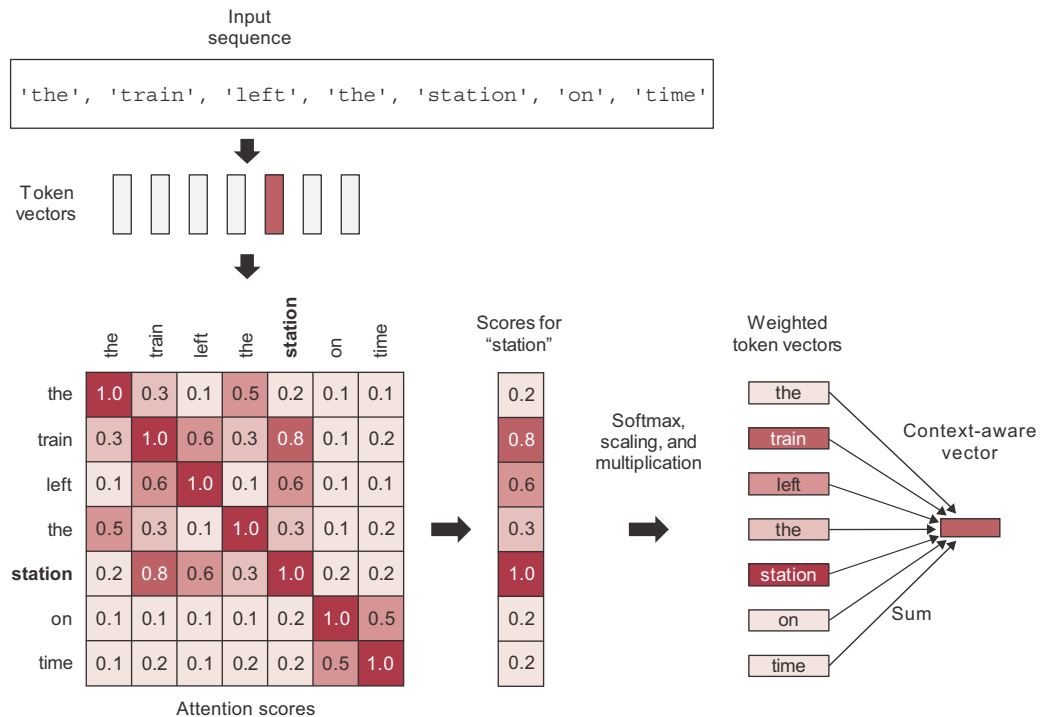 Input
sequence
'the', 'train', 'left', 'the', 'station', 'on', 'time'
Token
vectors
the train left the station on time
the 1.0 0.3 0.1 0.5 0.2 0.1 0.1
train 0.3 1.0 0.6 0.3 0.8 0.1 0.2
left 0.1 0.6 1.0 0.1 0.6 0.1 0.1
the 0.5 0.3 0.1 1.0 0.3 0.1 0.2
station 0.2 0.8 0.6 0.3 1.0 0.2 0.2
on 0.1 0.1 0.1 0.1 0.2 1.0 0.5
time 0.1 0.2 0.1 0.2 0.2 0.5 1.0
Attention scores
Scores for
"station"
0.2
0.8
0.6
0.3
1.0
0.2
0.2
Softmax,
scaling, and
multiplication
Weighted
token vectors
the
train
left
the
station
on
time
Context-aware
vector
Sum